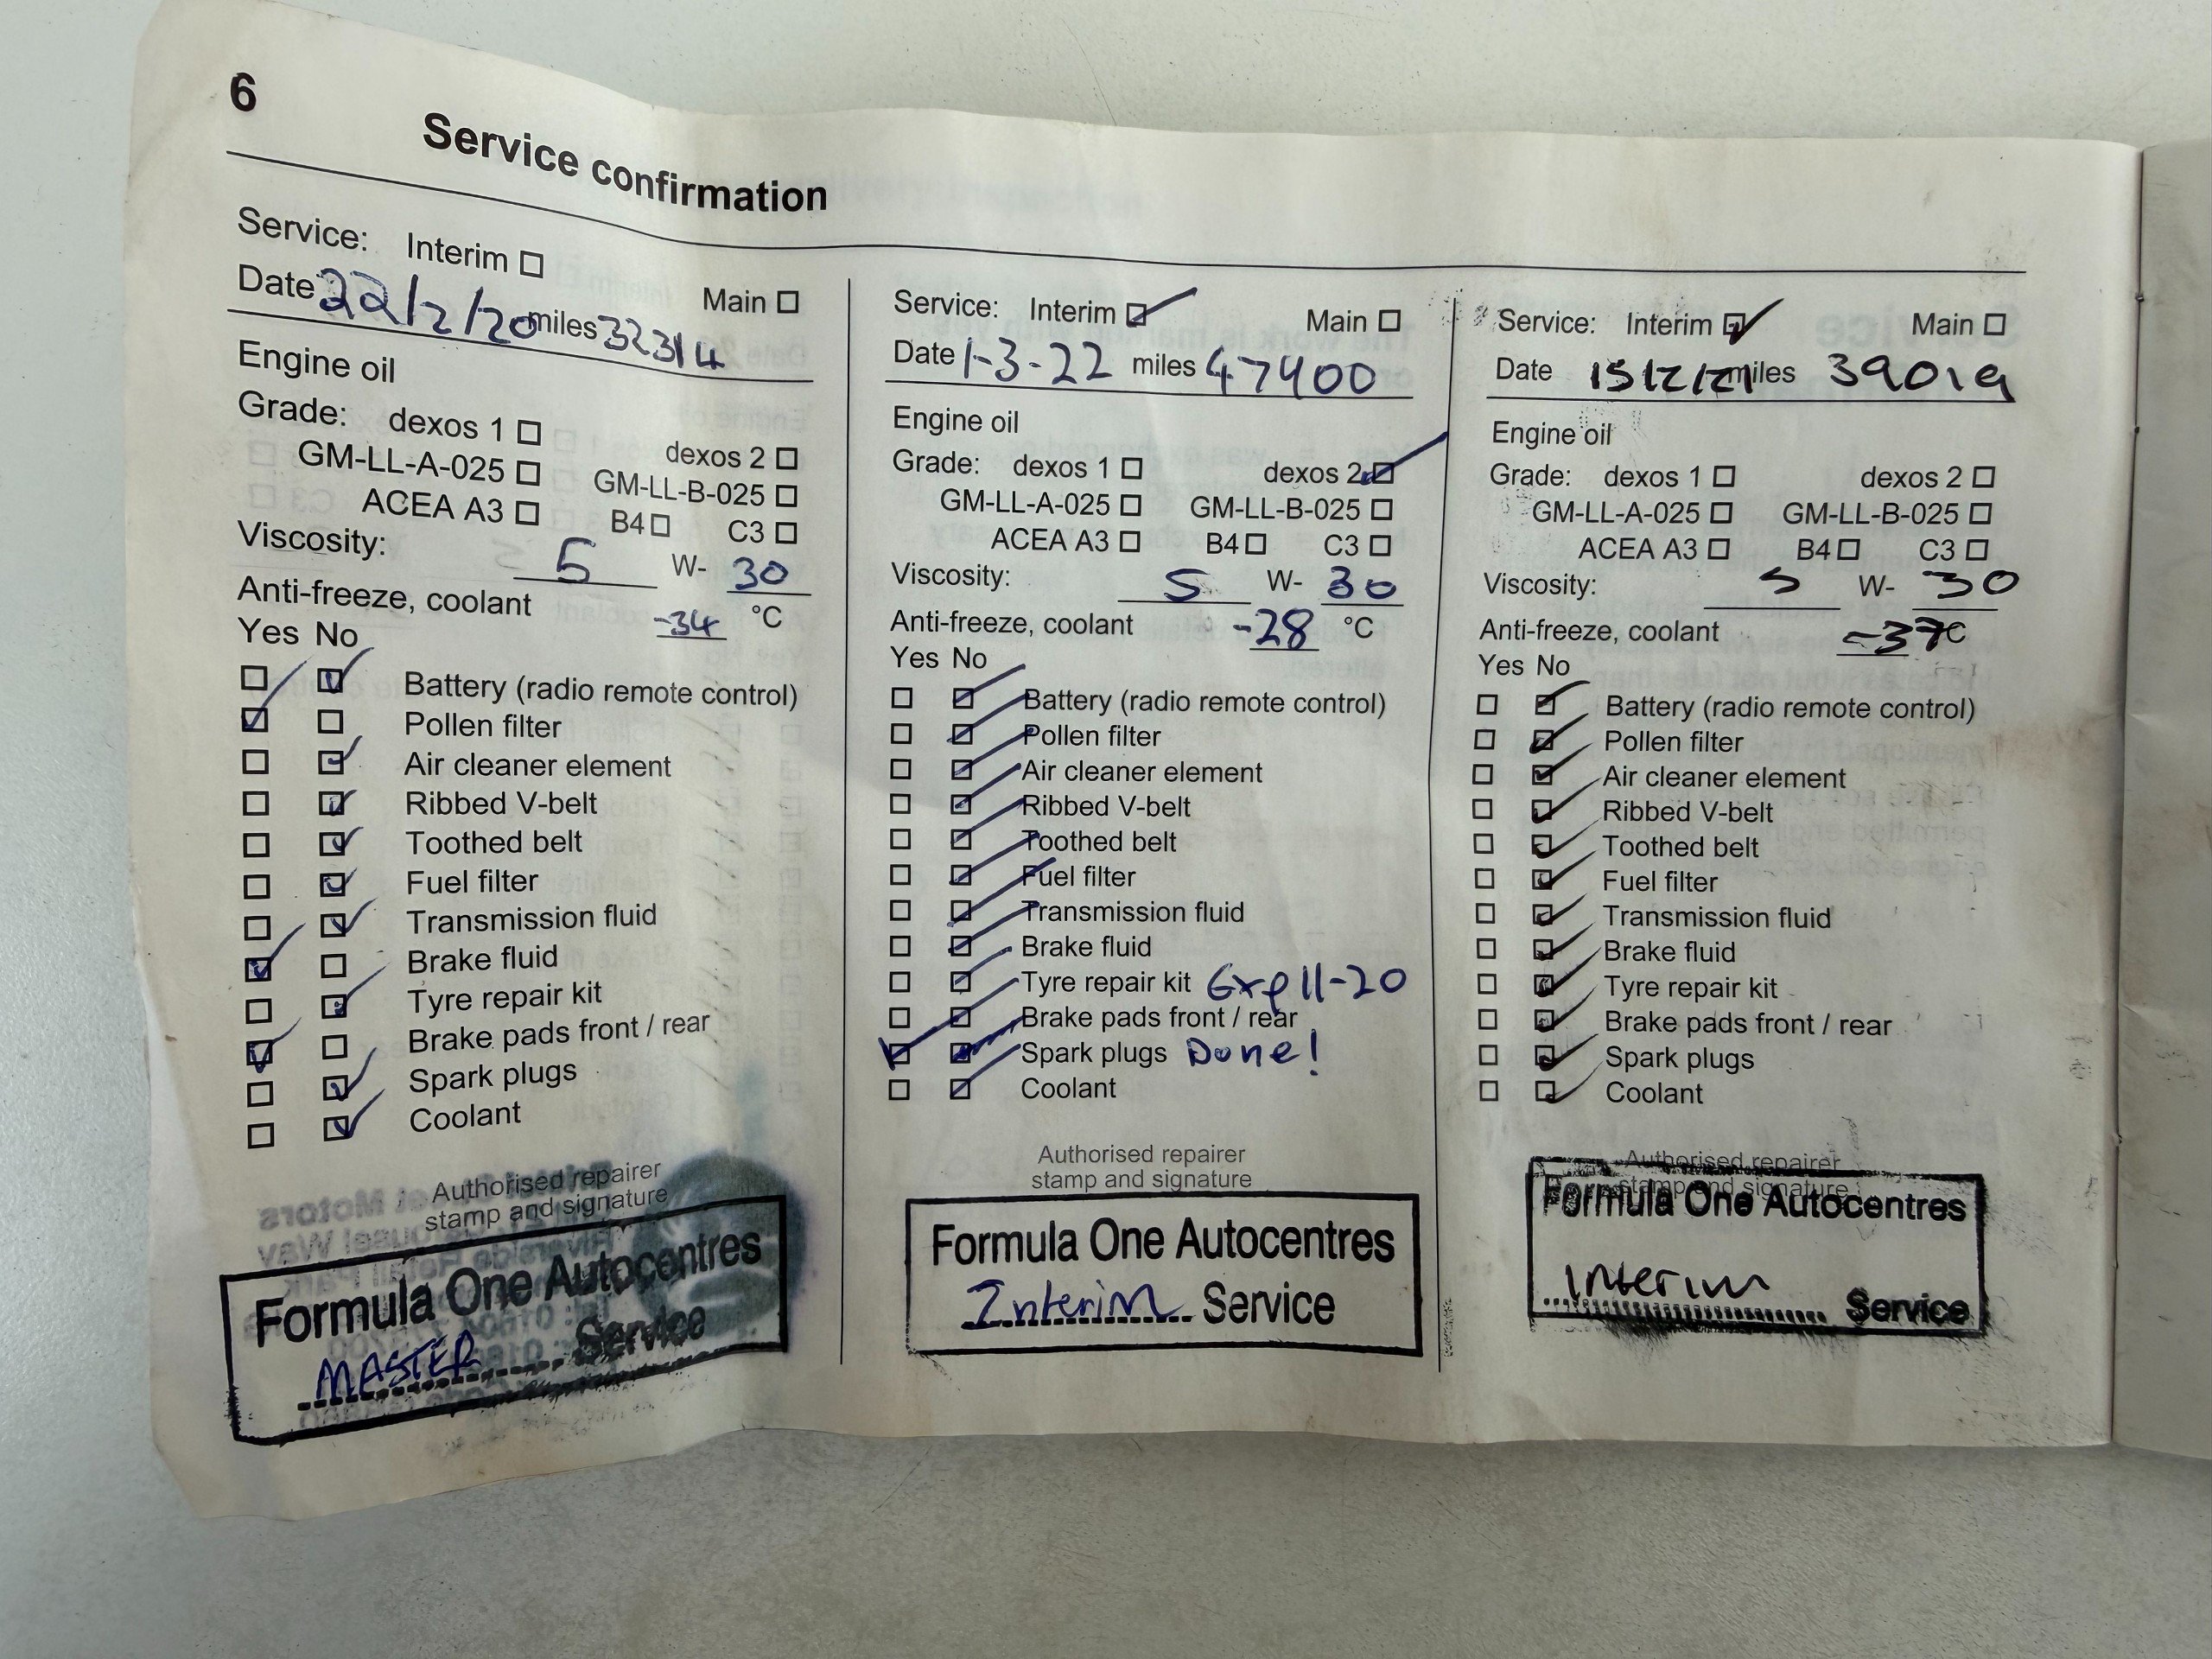 6
Service confirmation
Service: Interim
Main
Date 22/2/20 miles 32314
Engine oil
Grade: dexos 1
dexos 2
GM-LL-A-025
GM-LL-B-025
ACEA A3 B4 C3
Viscosity: 5 W- 30
Anti-freeze, coolant -34 °C
Yes No
Battery (radio remote control)
Pollen filter
Air cleaner element
Ribbed V-belt
Toothed belt
Fuel filter
Transmission fluid
Brake fluid
Tyre repair kit
Brake pads front / rear
Spark plugs
Coolant
Authorised repairer
stamp and signature
Formula One Autocentres
MASTER Service
Service: Interim Main
Date 1-3-22 miles 47400
Engine oil
Grade: dexos 1 dexos 2
GM-LL-A-025 GM-LL-B-025
ACEA A3 B4 C3
Viscosity: 5 W- 30
Anti-freeze, coolant -28 °C
Yes No
Battery (radio remote control)
Pollen filter
Air cleaner element
Ribbed V-belt
Toothed belt
Fuel filter
Transmission fluid
Brake fluid
Tyre repair kit Exp 11-20
Brake pads front / rear
Spark plugs Done!
Coolant
Authorised repairer
stamp and signature
Formula One Autocentres
Interim Service
Service: Interim Main
Date 15/2/21 miles 39019
Engine oil
Grade: dexos 1 dexos 2
GM-LL-A-025 GM-LL-B-025
ACEA A3 B4 C3
Viscosity: 5 W- 30
Anti-freeze, coolant -37 °C
Yes No
Battery (radio remote control)
Pollen filter
Air cleaner element
Ribbed V-belt
Toothed belt
Fuel filter
Transmission fluid
Brake fluid
Tyre repair kit
Brake pads front / rear
Spark plugs
Coolant
Authorised repairer
stamp and signature
Formula One Autocentres
Interim Service